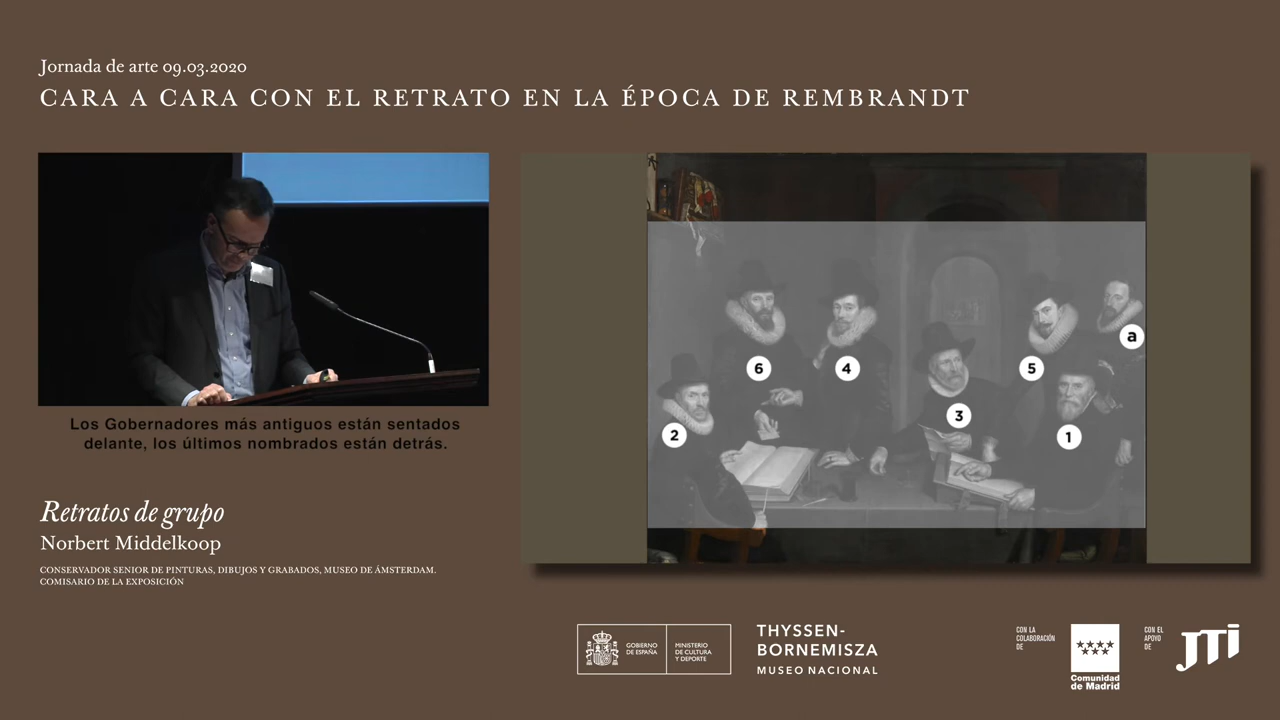 Jornada de arte 09.03.2020
CARA A CARA CON EL RETRATO EN LA ÉPOCA DE REMBRANDT
6
4
5
a
2
3
1
Los Gobernadores más antiguos están sentados
delante, los últimos nombrados están detrás.
Retratos de grupo
Norbert Middelkoop
CONSERVADOR SENIOR DE PINTURAS, DIBUJOS Y GRABADOS, MUSEO DE ÁMSTERDAM.
COMISARIO DE LA EXPOSICIÓN
GOBIERNO
DE ESPAÑA
MINISTERIO
DE CULTURA
Y DEPORTE
THYSSEN-
BORNEMISZA
MUSEO NACIONAL
CON LA
COLABORACIÓN
DE
Comunidad
de Madrid
CON EL
APOYO
DE
JTi